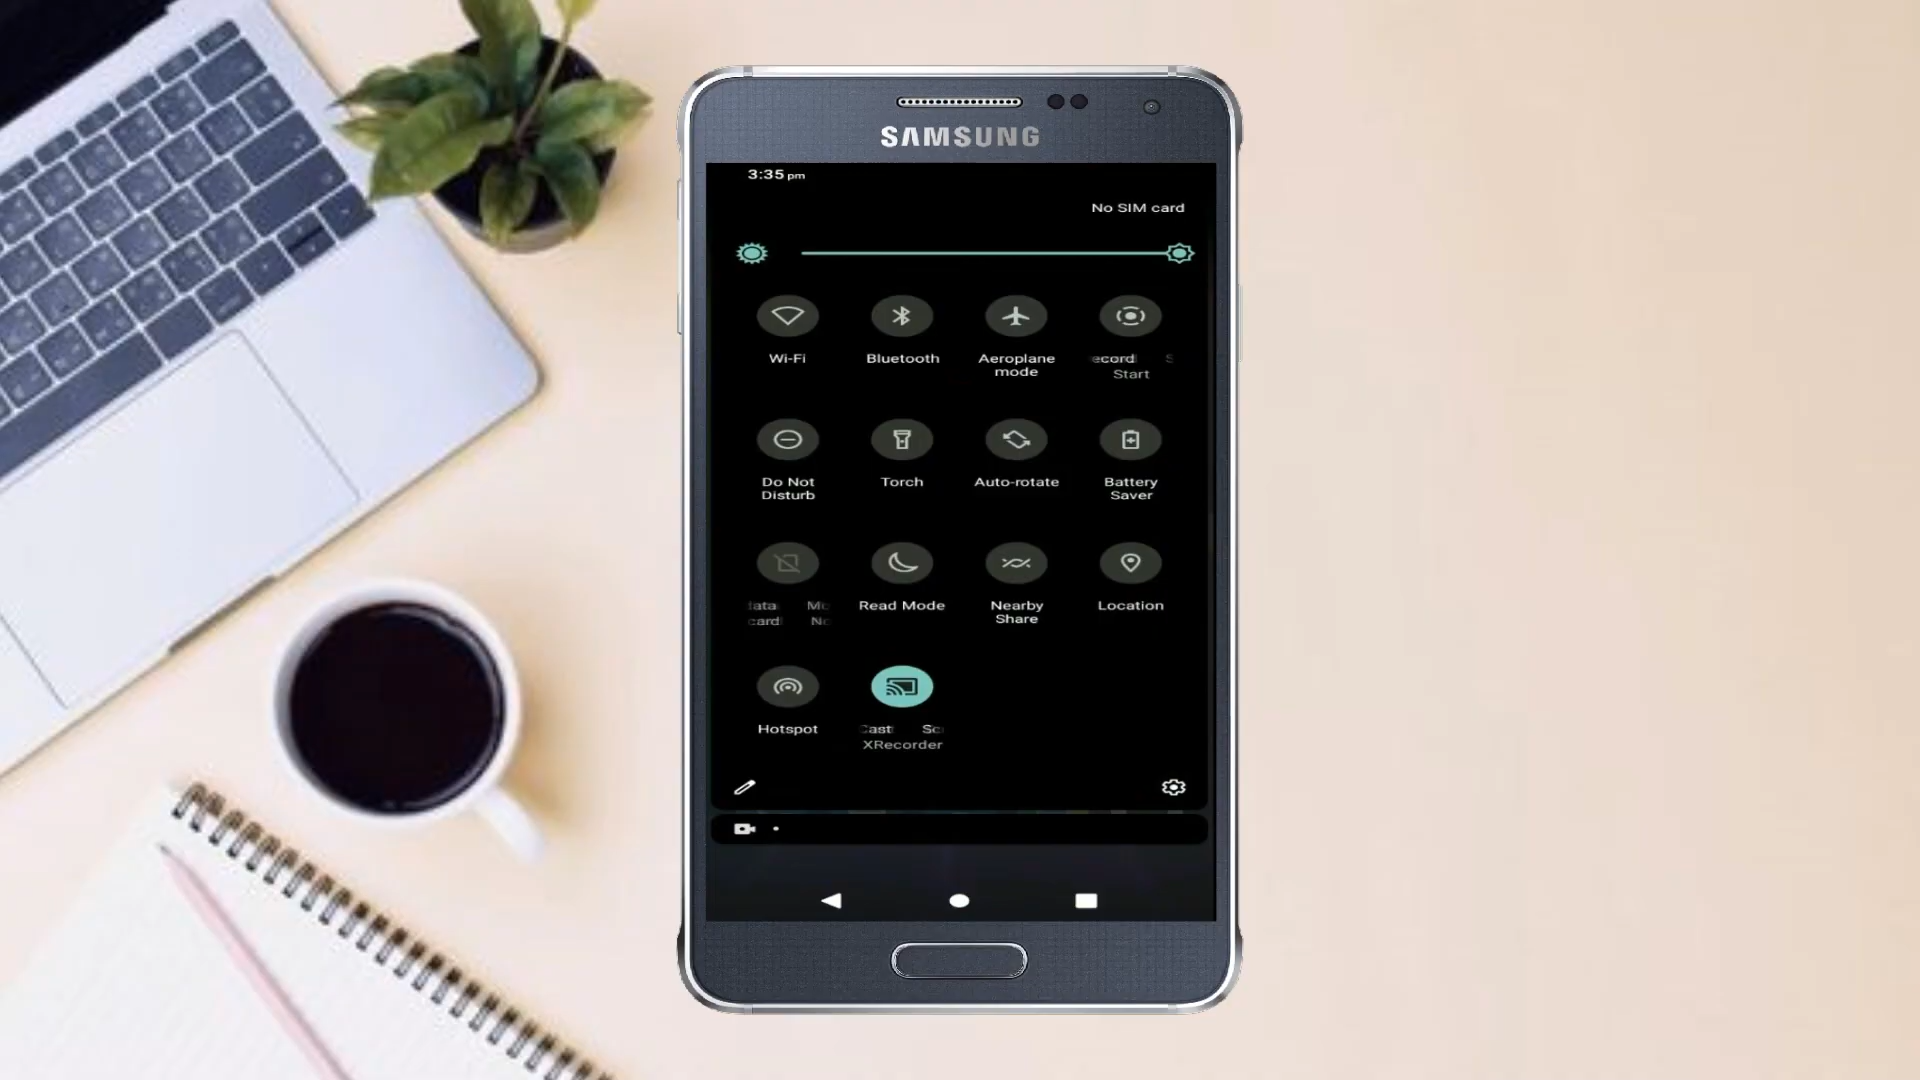 SAMSUNG
3:35 pm
No SIM card
Wi-Fi
Bluetooth
Aeroplane
mode
ecord S
Start
Do Not
Disturb
Torch
Auto-rotate
Battery
Saver
data Mo
card No
Read Mode
Nearby
Share
Location
Hotspot
Cast Sc
XRecorder